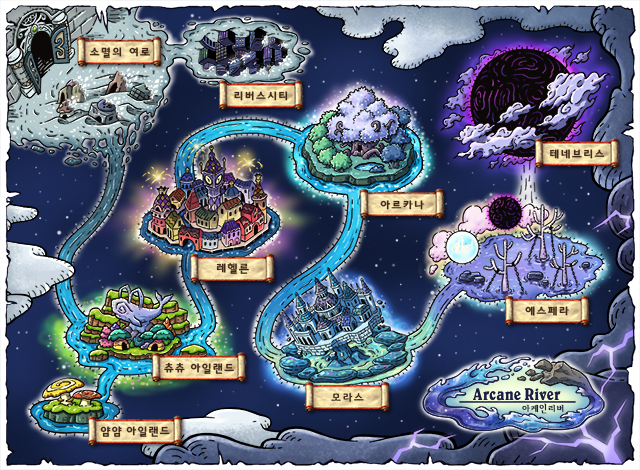 소멸의 여로
리버스시티
테네브리스
아르카나
레헬른
에스페라
츄츄 아일랜드
모라스
Arcane River
아케인리버
얌얌 아일랜드